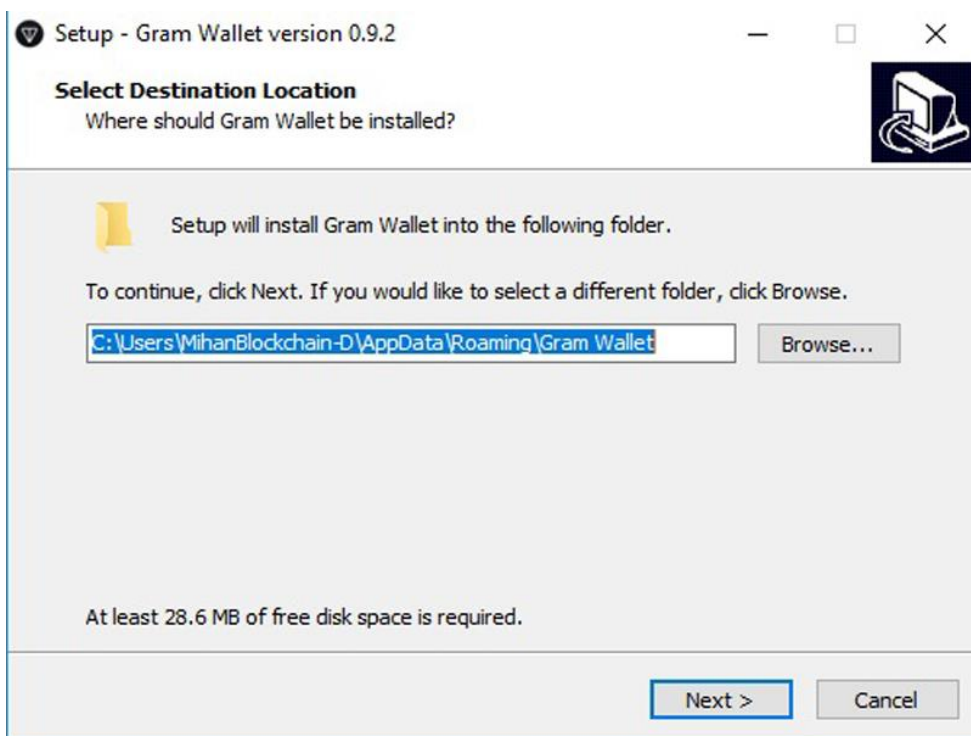 Setup - Gram Wallet version 0.9.2
Select Destination Location
Where should Gram Wallet be installed?
Setup will install Gram Wallet into the following folder.
To continue, click Next. If you would like to select a different folder, click Browse.
C:\Users\MihanBlockchain-D\AppData\Roaming\Gram Wallet
Browse...
At least 28.6 MB of free disk space is required.
Next >
Cancel